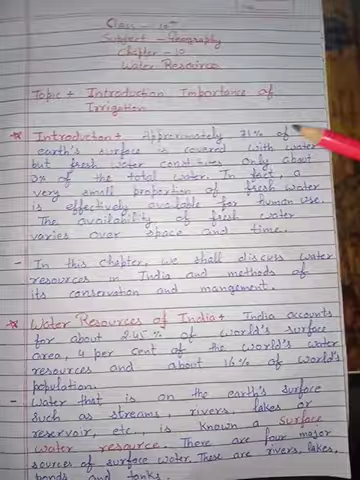 Class - 10th
Subject - Geography
Chapter - 10
Water Resource
Topic + Introduction Importance of
Irrigation
* Introduction + Approximately 71% of
earth's surface is covered with water
but fresh water constitutes only about
3% of the total water. In fact, a
very small proportion of fresh water
is effectively available for human use.
The availability of fresh water
varies over space and time.
- In this chapter, we shall discuss water
resources in India and methods of
its conservation and mangement.
* Water Resources of India + India accounts
for about 2.45% of world's surface
area, 4 per cent of the world's water
resources and about 16% of world's
population.
- Water that is on the earth's surface
such as streams, rivers, lakes or
reservoir, etc., is known a surface
water resource. There are four major
sources of surface water. These are rivers, lakes,
ponds and tanks.